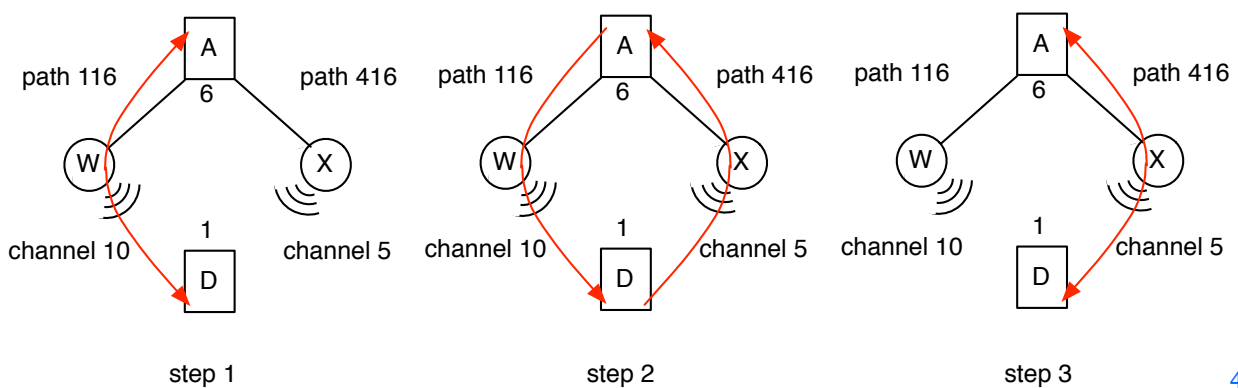 A
path 116
path 416
6
W
X
channel 10
1
channel 5
D
step 1
A
path 116
path 416
6
W
X
channel 10
1
channel 5
D
step 2
A
path 116
path 416
6
W
X
channel 10
1
channel 5
D
step 3
4